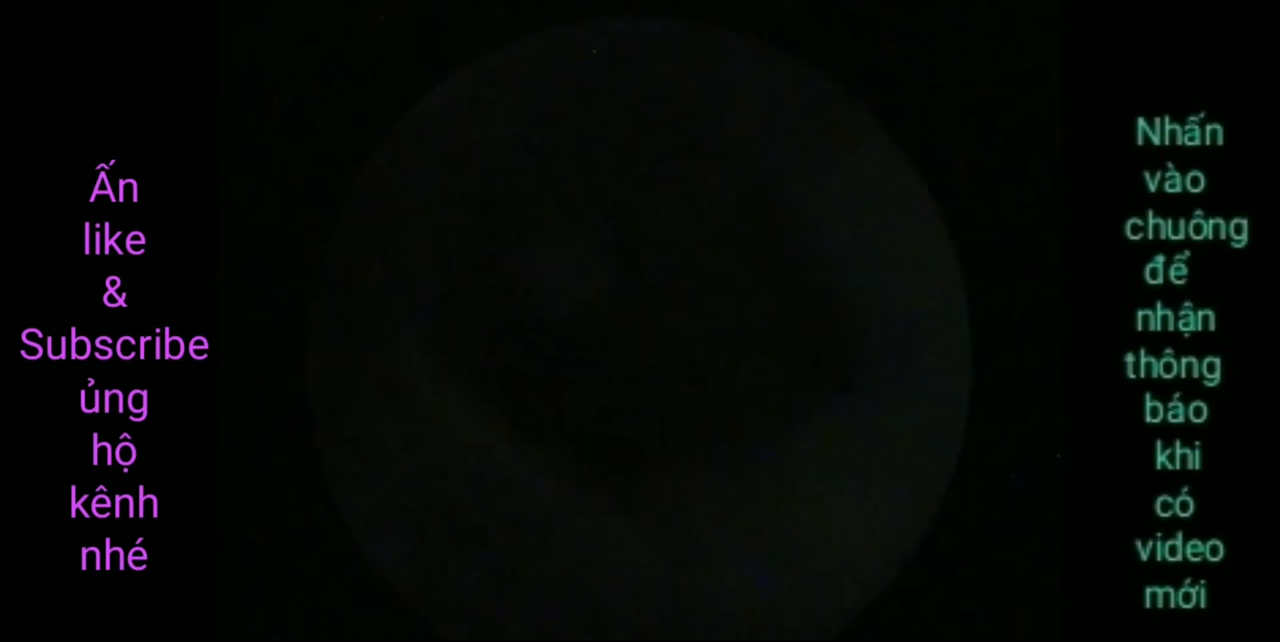 Ấn
like
&
Subscribe
ủng
hộ
kênh
nhé
Nhấn
vào
chuông
để
nhận
thông
báo
khi
có
video
mới